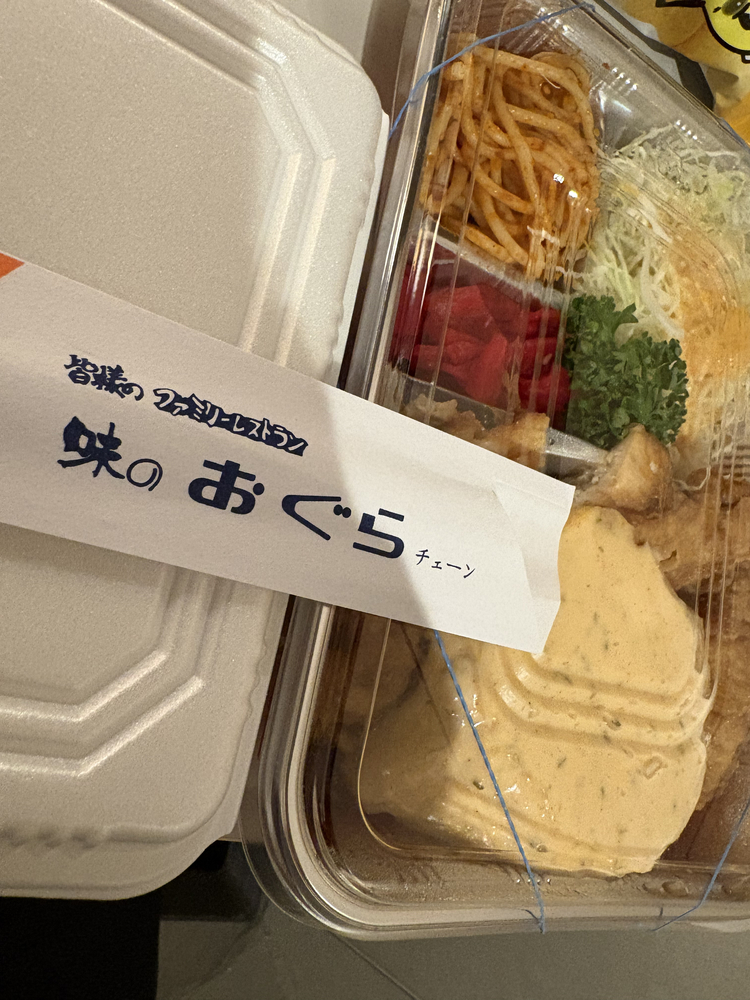 皆様の ファミリーレストラン
味の おぐら チェーン